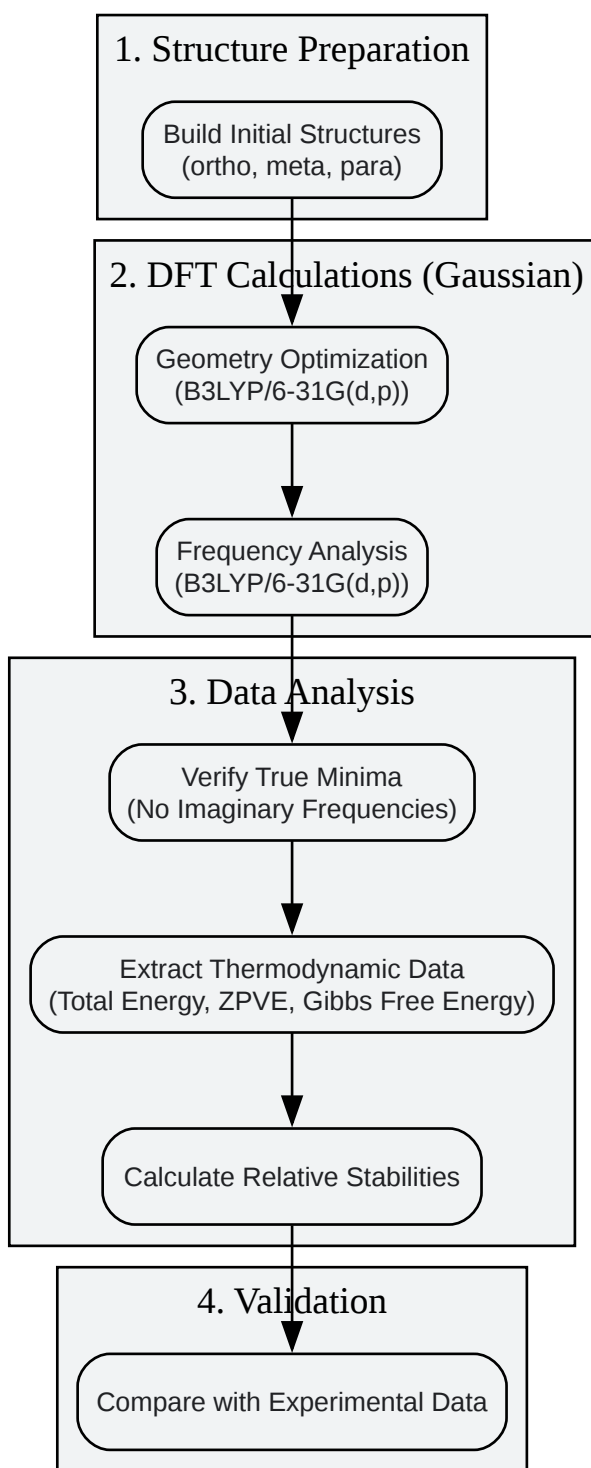 1. Structure Preparation
Build Initial Structures
(ortho, meta, para)
2. DFT Calculations (Gaussian)
Geometry Optimization
(B3LYP/6-31G(d,p))
Frequency Analysis
(B3LYP/6-31G(d,p))
3. Data Analysis
Verify True Minima
(No Imaginary Frequencies)
Extract Thermodynamic Data
(Total Energy, ZPVE, Gibbs Free Energy)
Calculate Relative Stabilities
4. Validation
Compare with Experimental Data